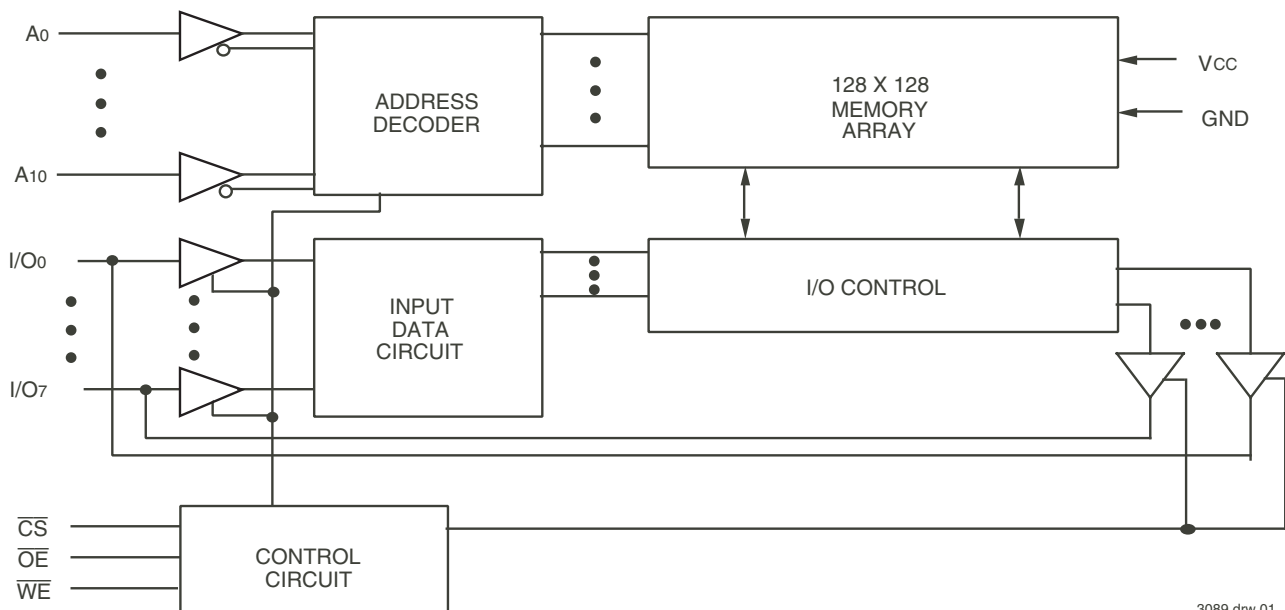 A0
ADDRESS
DECODER
128 X 128
MEMORY
ARRAY
VCC
GND
A10
I/O0
INPUT
DATA
CIRCUIT
I/O CONTROL
I/O7
CS
OE
WE
CONTROL
CIRCUIT
3089 drw 01